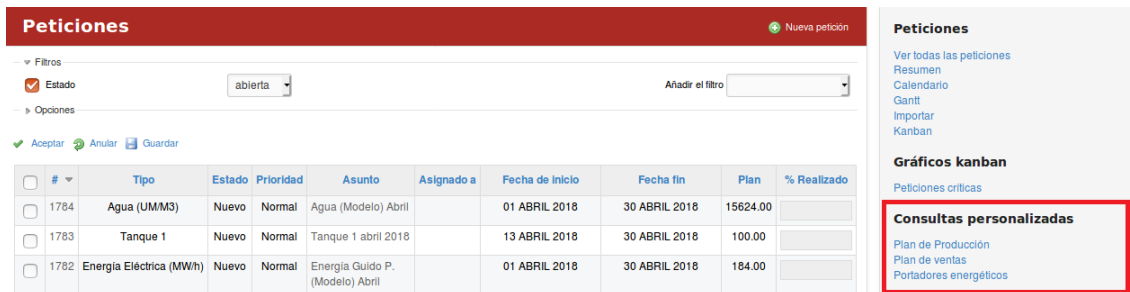 Peticiones
Nueva petición
Filtros
Estado abierta Añadir el filtro
Opciones
Aceptar Anular Guardar
# Tipo Estado Prioridad Asunto Asignado a Fecha de inicio Fecha fin Plan % Realizado
1784 Agua (UM/M3) Nuevo Normal Agua (Modelo) Abril 01 ABRIL 2018 30 ABRIL 2018 15624.00
1783 Tanque 1 Nuevo Normal Tanque 1 abril 2018 13 ABRIL 2018 30 ABRIL 2018 100.00
1782 Energía Eléctrica (MW/h) Nuevo Normal Energía Guido P. 01 ABRIL 2018 30 ABRIL 2018 184.00
(Modelo) Abril
Peticiones
Ver todas las peticiones
Resumen
Calendario
Gantt
Importar
Kanban
Gráficos kanban
Peticiones críticas
Consultas personalizadas
Plan de Producción
Plan de ventas
Portadores energéticos